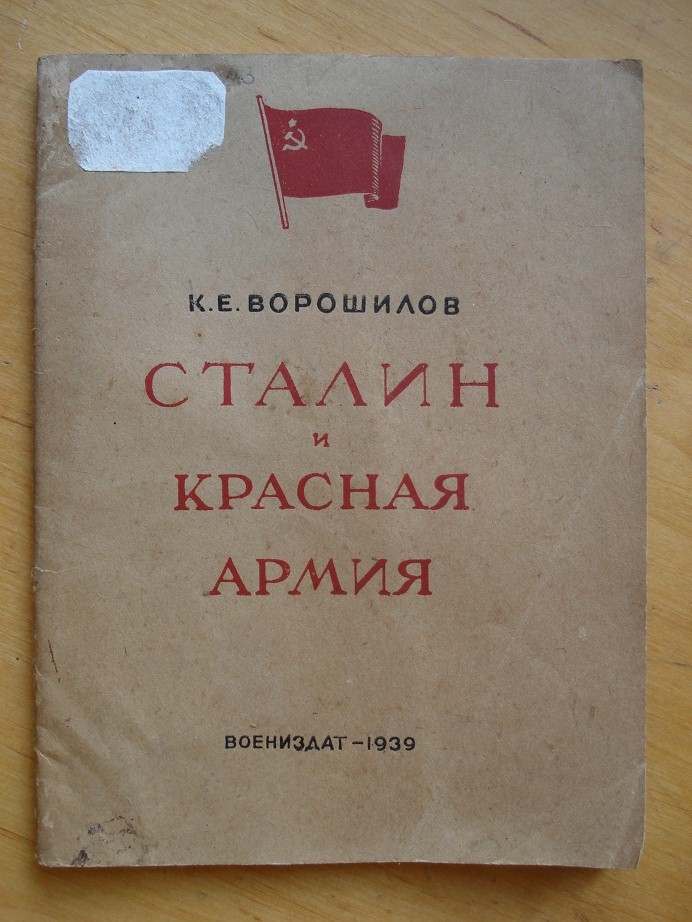 К. Е. ВОРОШИЛОВ
СТАЛИН
и
КРАСНАЯ
АРМИЯ
ВОЕНИЗДАТ – 1939